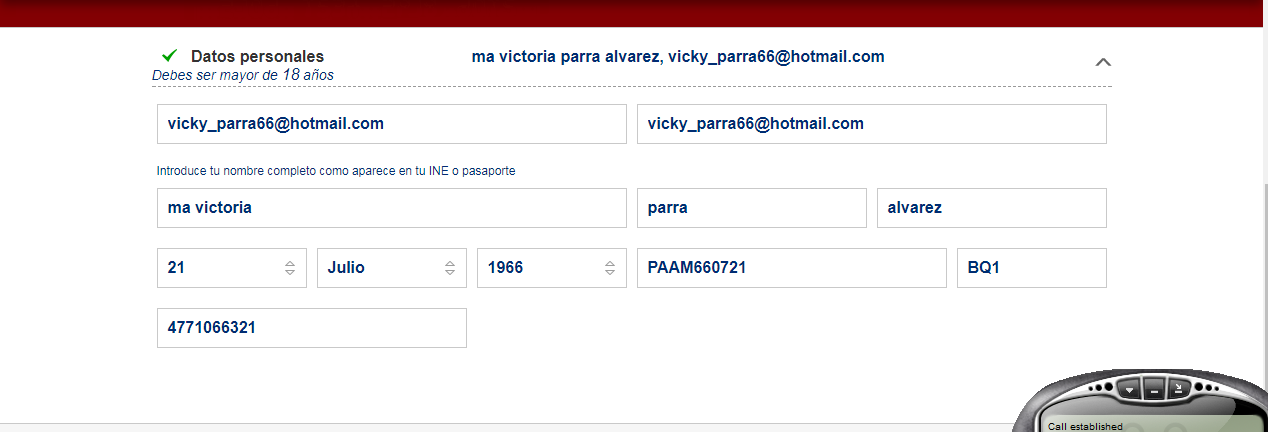 Datos personales ma victoria parra alvarez, vicky_parra66@hotmail.com
Debes ser mayor de 18 años
vicky_parra66@hotmail.com vicky_parra66@hotmail.com
Introduce tu nombre completo como aparece en tu INE o pasaporte
ma victoria parra alvarez
21 Julio 1966 PAAM660721 BQ1
4771066321
Call established